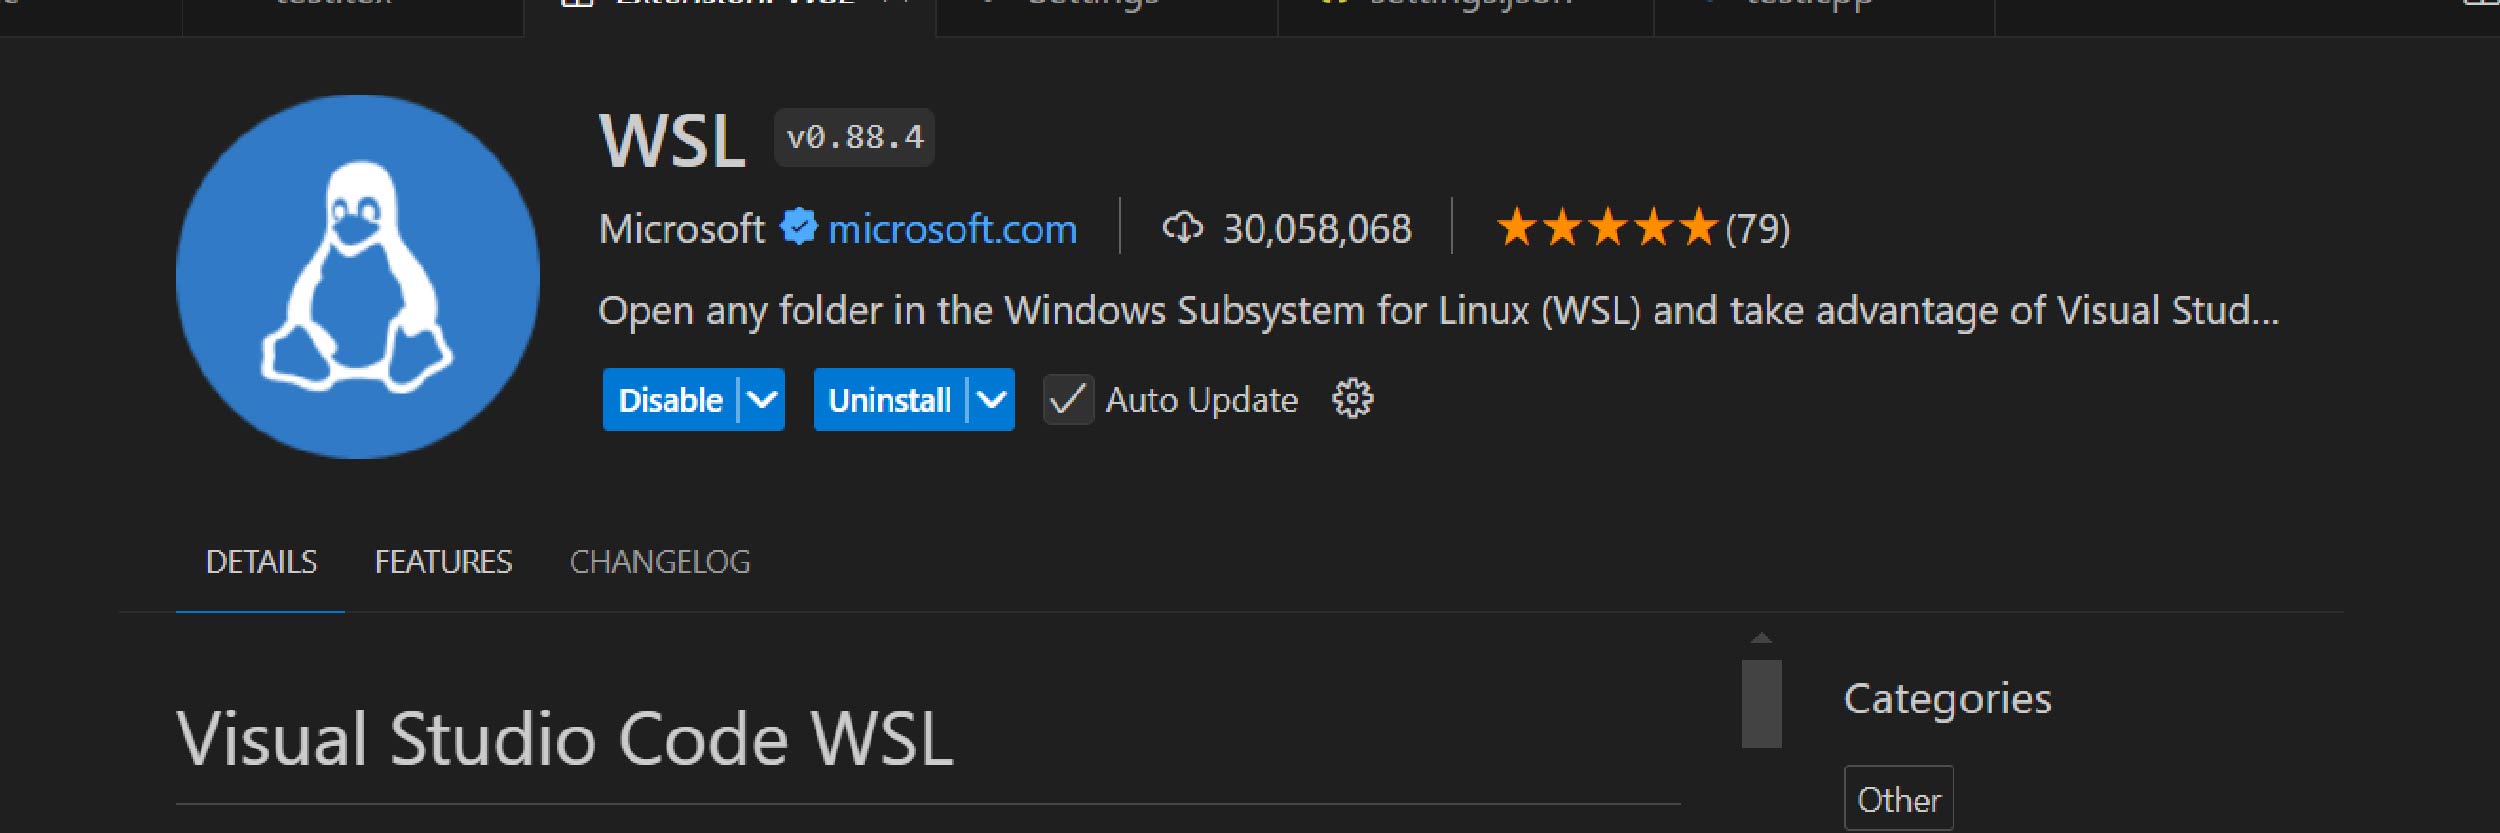 WSL v0.88.4
Microsoft microsoft.com 30,058,068 (79)
Open any folder in the Windows Subsystem for Linux (WSL) and take advantage of Visual Stud...
Disable Uninstall Auto Update
DETAILS FEATURES CHANGELOG
Visual Studio Code WSL
Categories
Other